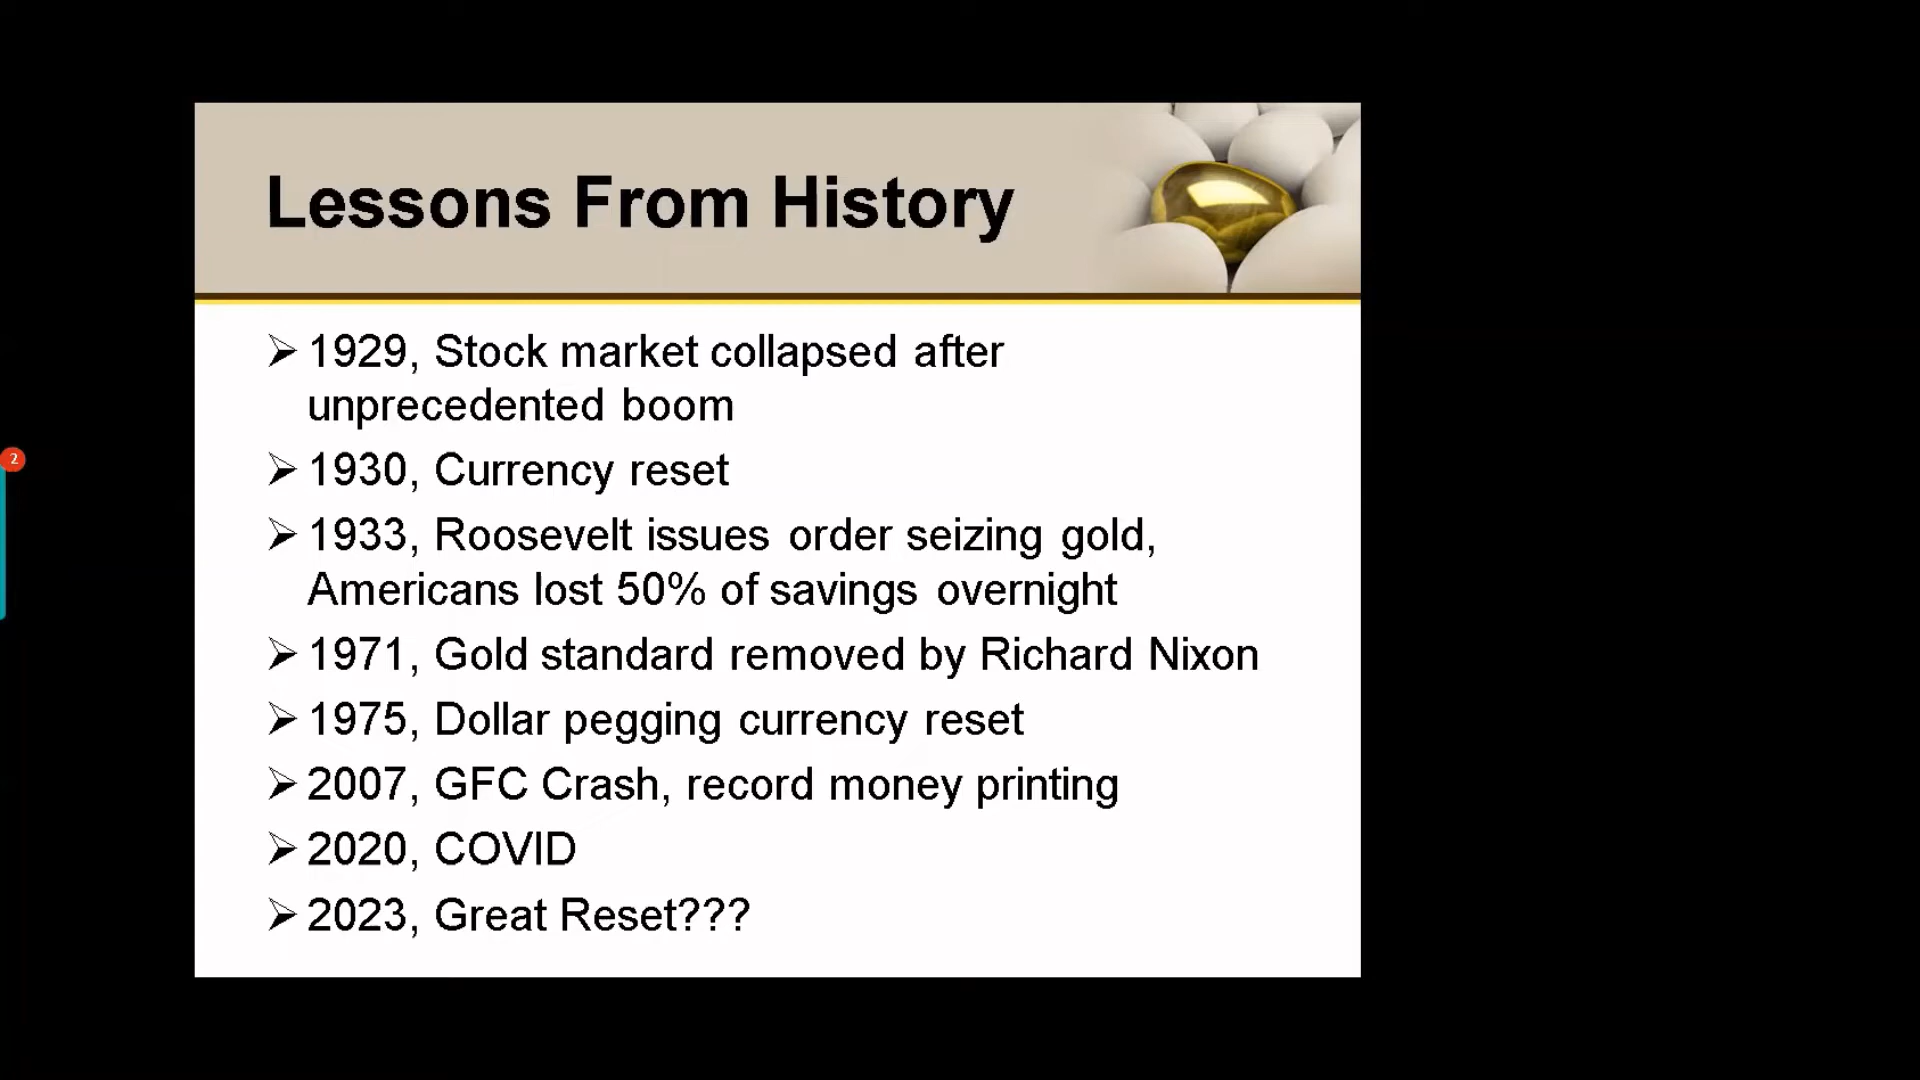 Lessons From History
1929, Stock market collapsed after
unprecedented boom
1930, Currency reset
1933, Roosevelt issues order seizing gold,
Americans lost 50% of savings overnight
1971, Gold standard removed by Richard Nixon
1975, Dollar pegging currency reset
2007, GFC Crash, record money printing
2020, COVID
2023, Great Reset???
2